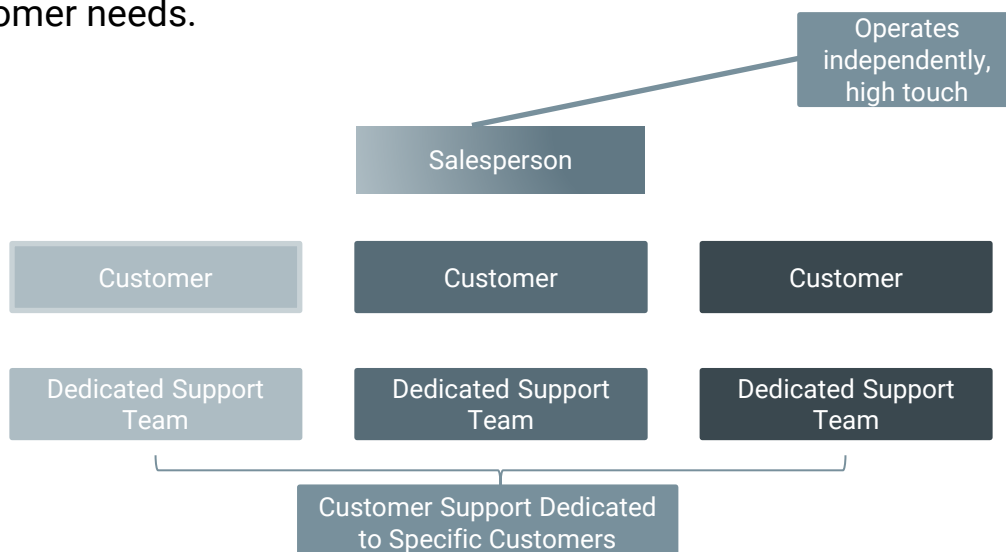 omer needs.
Operates
independently,
high touch
Salesperson
Customer
Customer
Customer
Dedicated Support
Team
Dedicated Support
Team
Dedicated Support
Team
Customer Support Dedicated
to Specific Customers